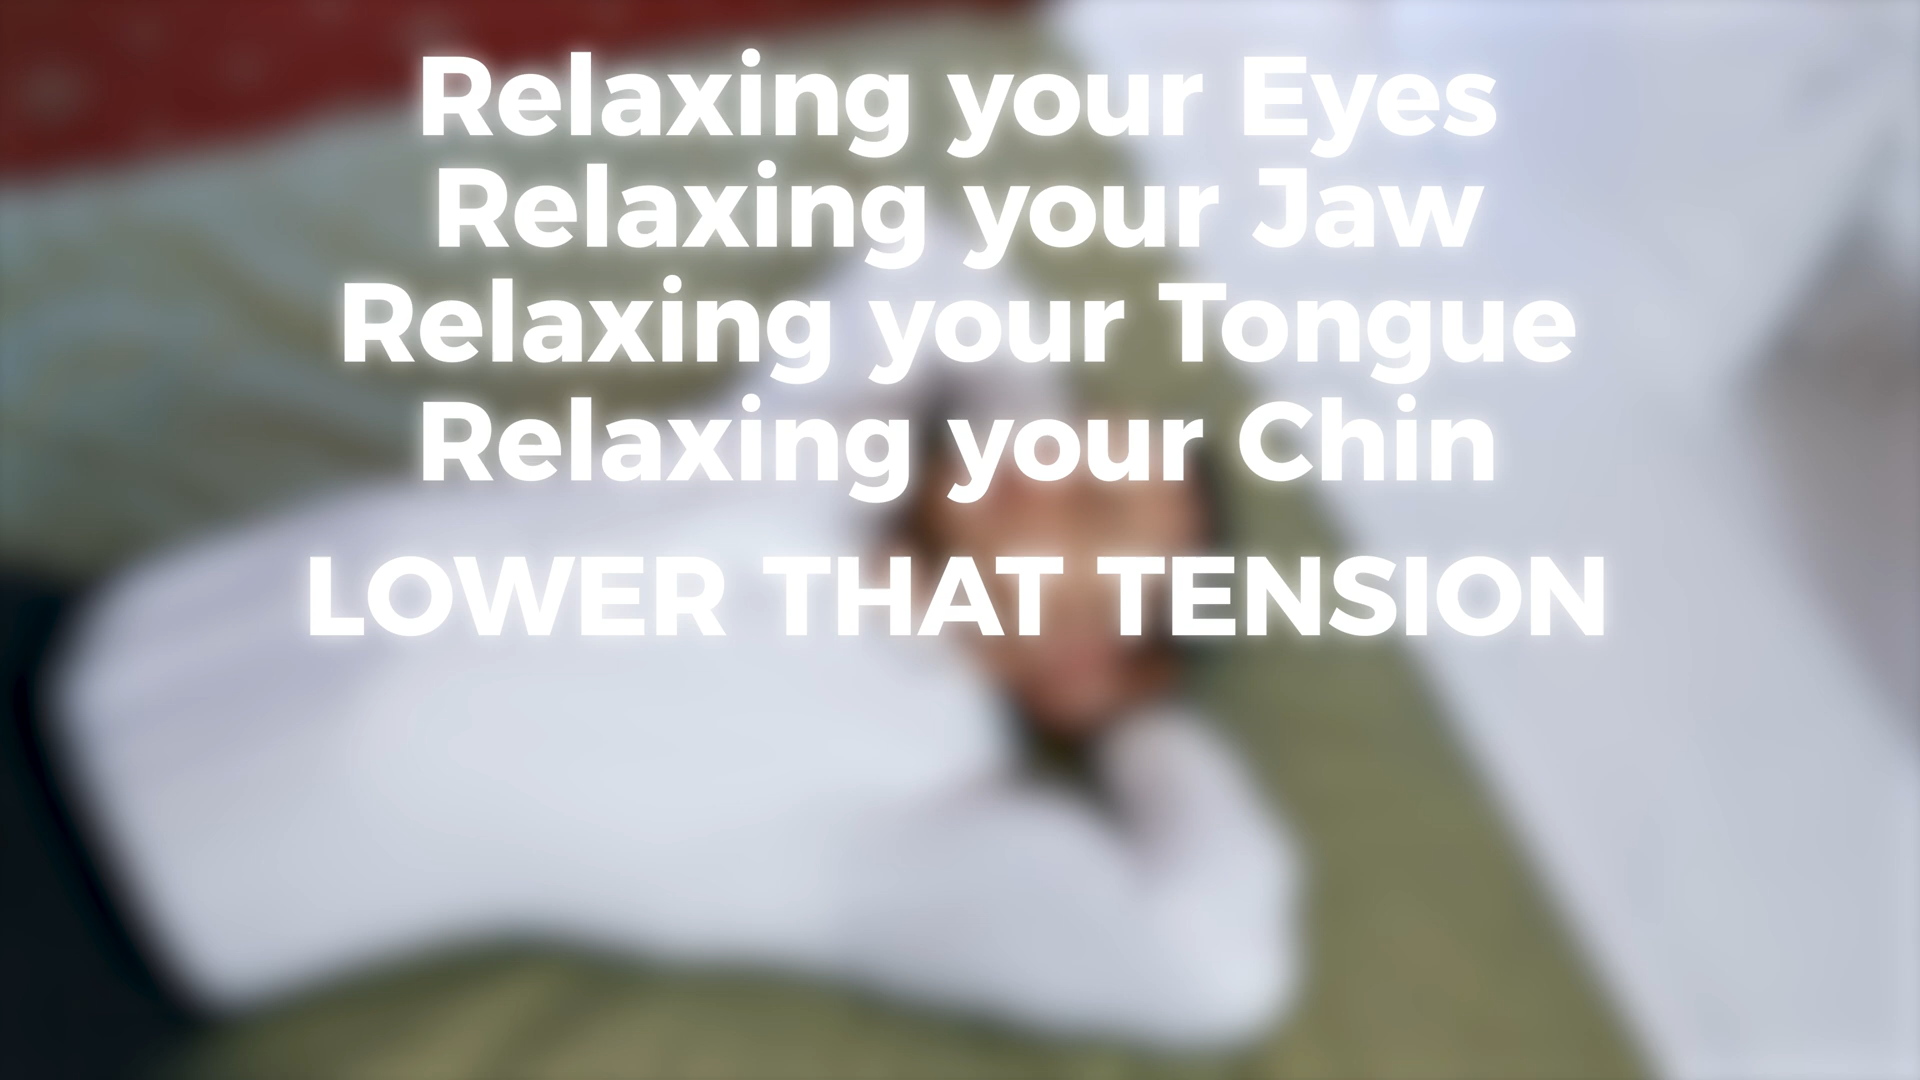 Relaxing your Eyes
Relaxing your Jaw
Relaxing your Tongue
Relaxing your Chin
LOWER THAT TENSION